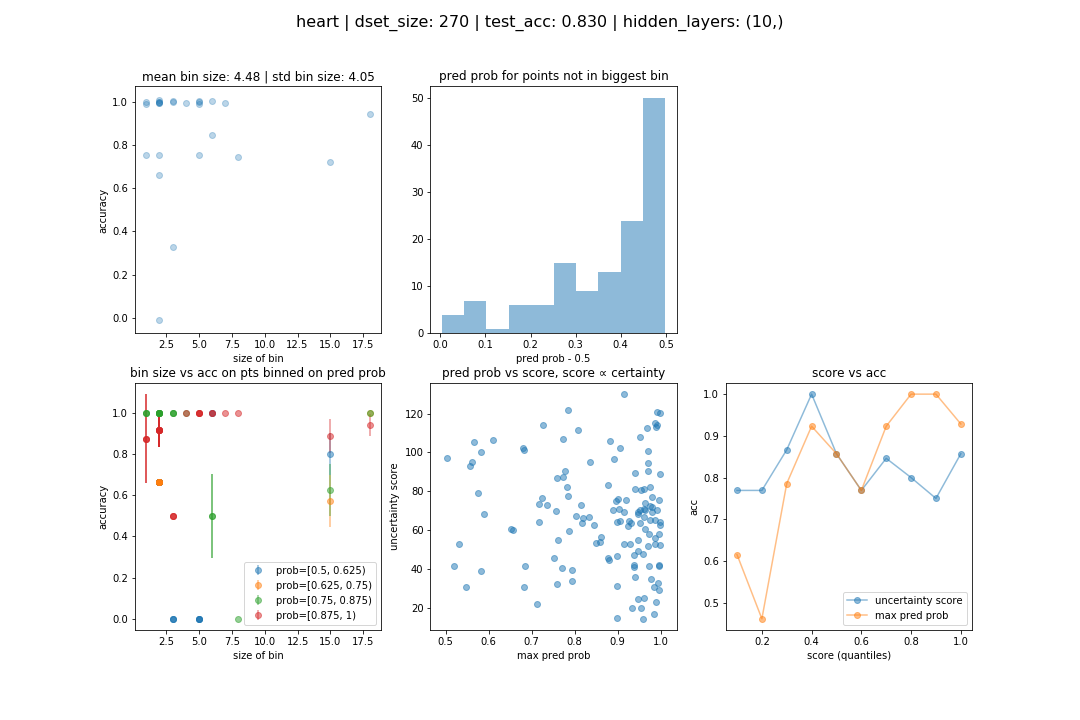 heart | dset_size: 270 | test_acc: 0.830 | hidden_layers: (10,)
mean bin size: 4.48 | std bin size: 4.05
1.0
0.8
0.6
0.4
0.2
0.0
accuracy
2.5 5.0 7.5 10.0 12.5 15.0 17.5
size of bin
pred prob for points not in biggest bin
50
40
30
20
10
0
0.0 0.1 0.2 0.3 0.4 0.5
pred prob - 0.5
bin size vs acc on pts binned on pred prob
1.0
0.8
0.6
0.4
0.2
0.0
accuracy
prob=[0.5, 0.625)
prob=[0.625, 0.75)
prob=[0.75, 0.875)
prob=[0.875, 1)
2.5 5.0 7.5 10.0 12.5 15.0 17.5
size of bin
pred prob vs score, score ∝ certainty
120
100
80
60
40
20
uncertainty score
0.5 0.6 0.7 0.8 0.9 1.0
max pred prob
score vs acc
1.0
0.9
0.8
0.7
0.6
0.5
acc
uncertainty score
max pred prob
0.2 0.4 0.6 0.8 1.0
score (quantiles)